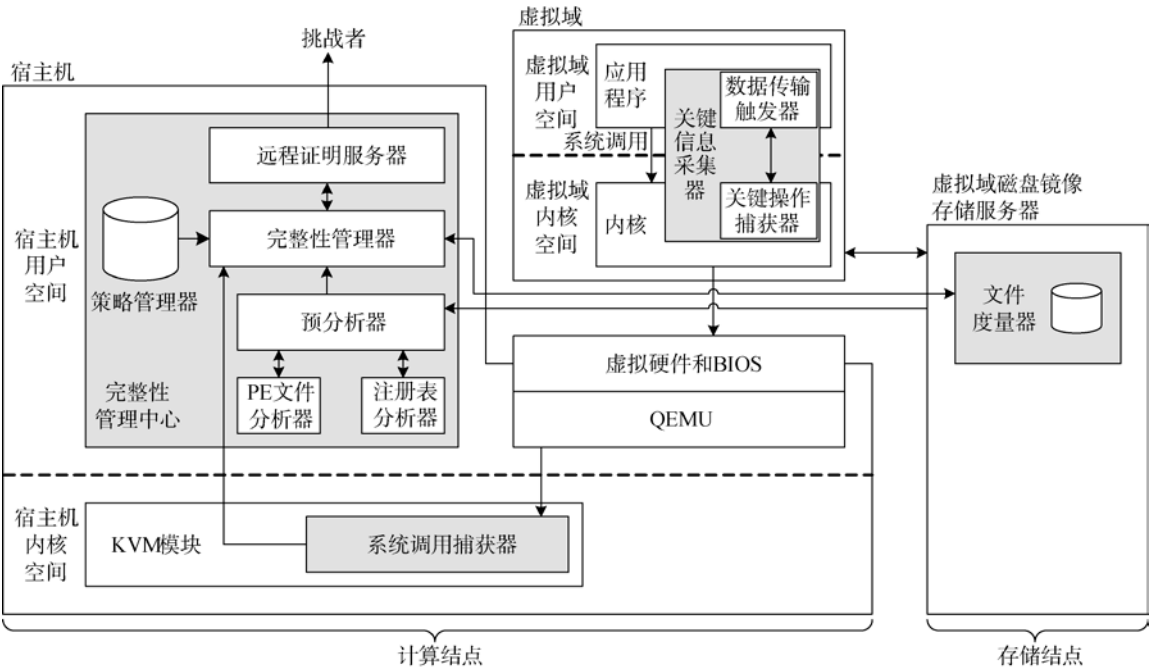 虚拟域
挑战者
宿主机
虚拟域
用户
空间
应用
程序
数据传输
触发器
关键
信息
采集
器
系统调用
远程证明服务器
虚拟域
内核
空间
内核
关键操作
捕获器
虚拟域磁盘镜像
存储服务器
宿主机
用户
空间
完整性管理器
策略管理器
文件
度量器
预分析器
虚拟硬件和BIOS
完整性
管理中心
PE文件
分析器
注册表
分析器
QEMU
宿主机
内核
空间
KVM模块
系统调用捕获器
计算结点
存储结点